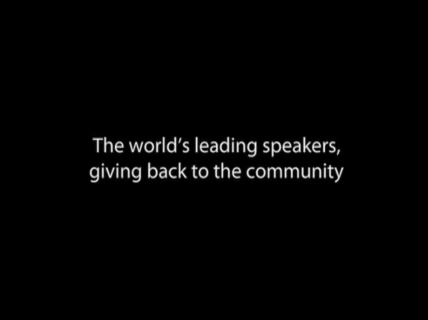 The world's leading speakers,
giving back to the community